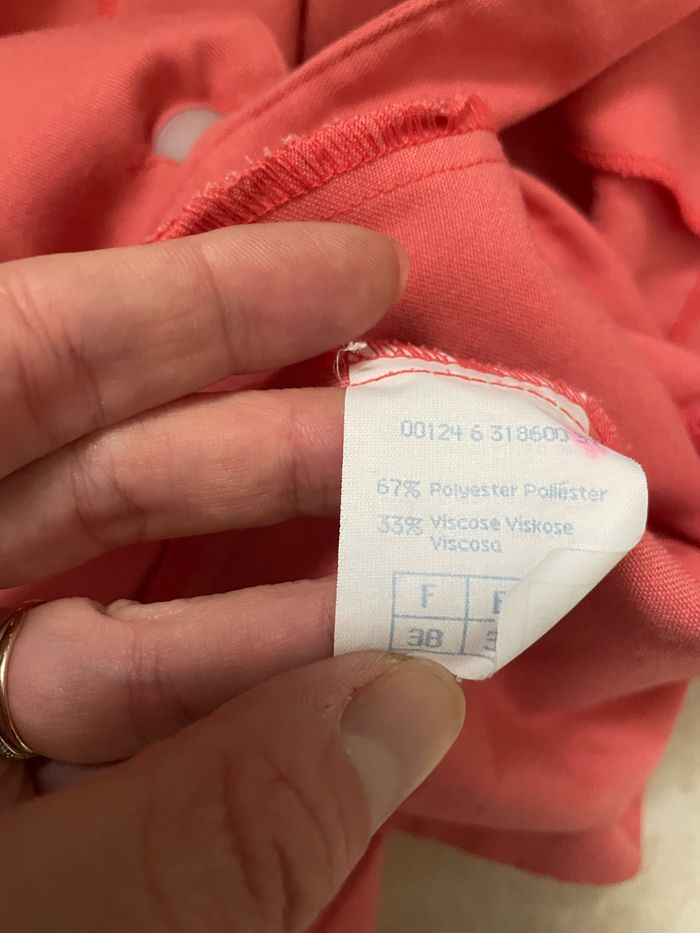 00124 6 318600
67% Polyester Poliéster
33% Viscose Viskose
Viscosa
F
38